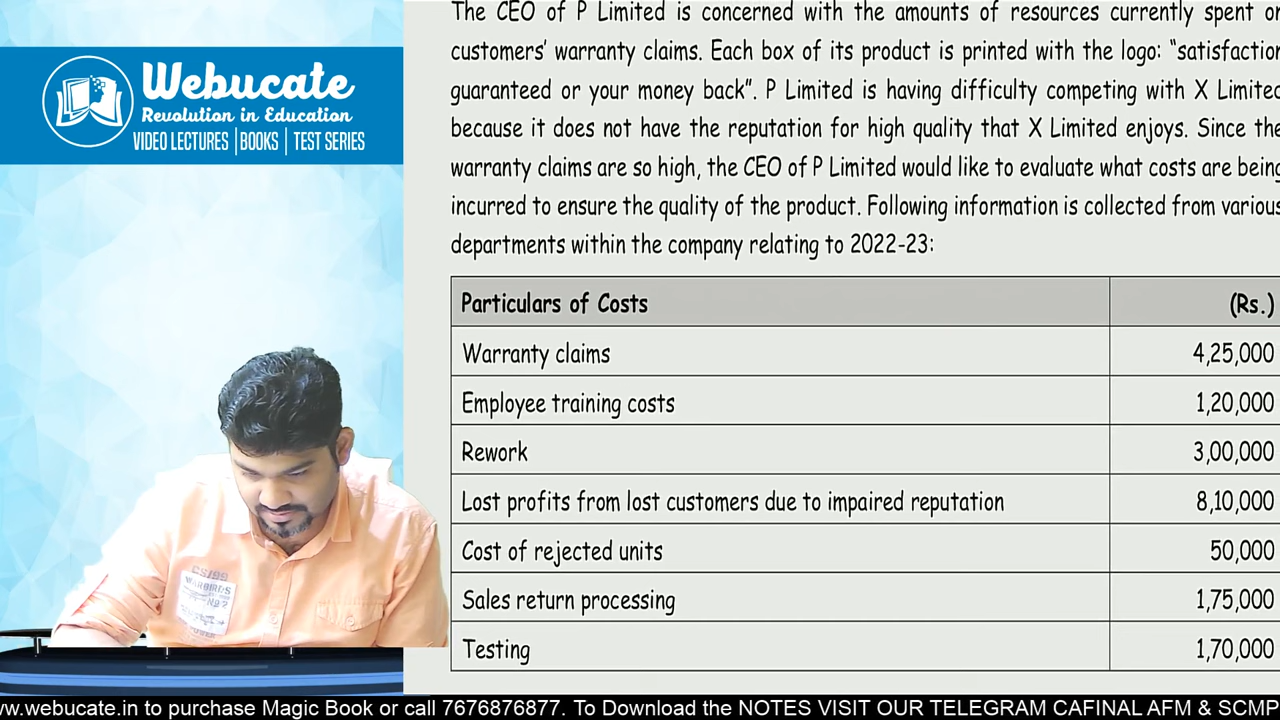 The CEO of P Limited is concerned with the amounts of resources currently spent on
customers' warranty claims. Each box of its product is printed with the logo: “satisfaction
guaranteed or your money back”. P Limited is having difficulty competing with X Limited
because it does not have the reputation for high quality that X Limited enjoys. Since the
warranty claims are so high, the CEO of P Limited would like to evaluate what costs are being
incurred to ensure the quality of the product. Following information is collected from various
departments within the company relating to 2022-23:
Webucate
Revolution in Education
VIDEO LECTURES | BOOKS | TEST SERIES
Particulars of Costs (Rs.)
Warranty claims 4,25,000
Employee training costs 1,20,000
Rework 3,00,000
Lost profits from lost customers due to impaired reputation 8,10,000
Cost of rejected units 50,000
Sales return processing 1,75,000
Testing 1,70,000
WARBIRDS
No 2
ww.webucate.in to purchase Magic Book or call 7676876877. To Download the NOTES VISIT OUR TELEGRAM CAFINAL AFM & SCMP